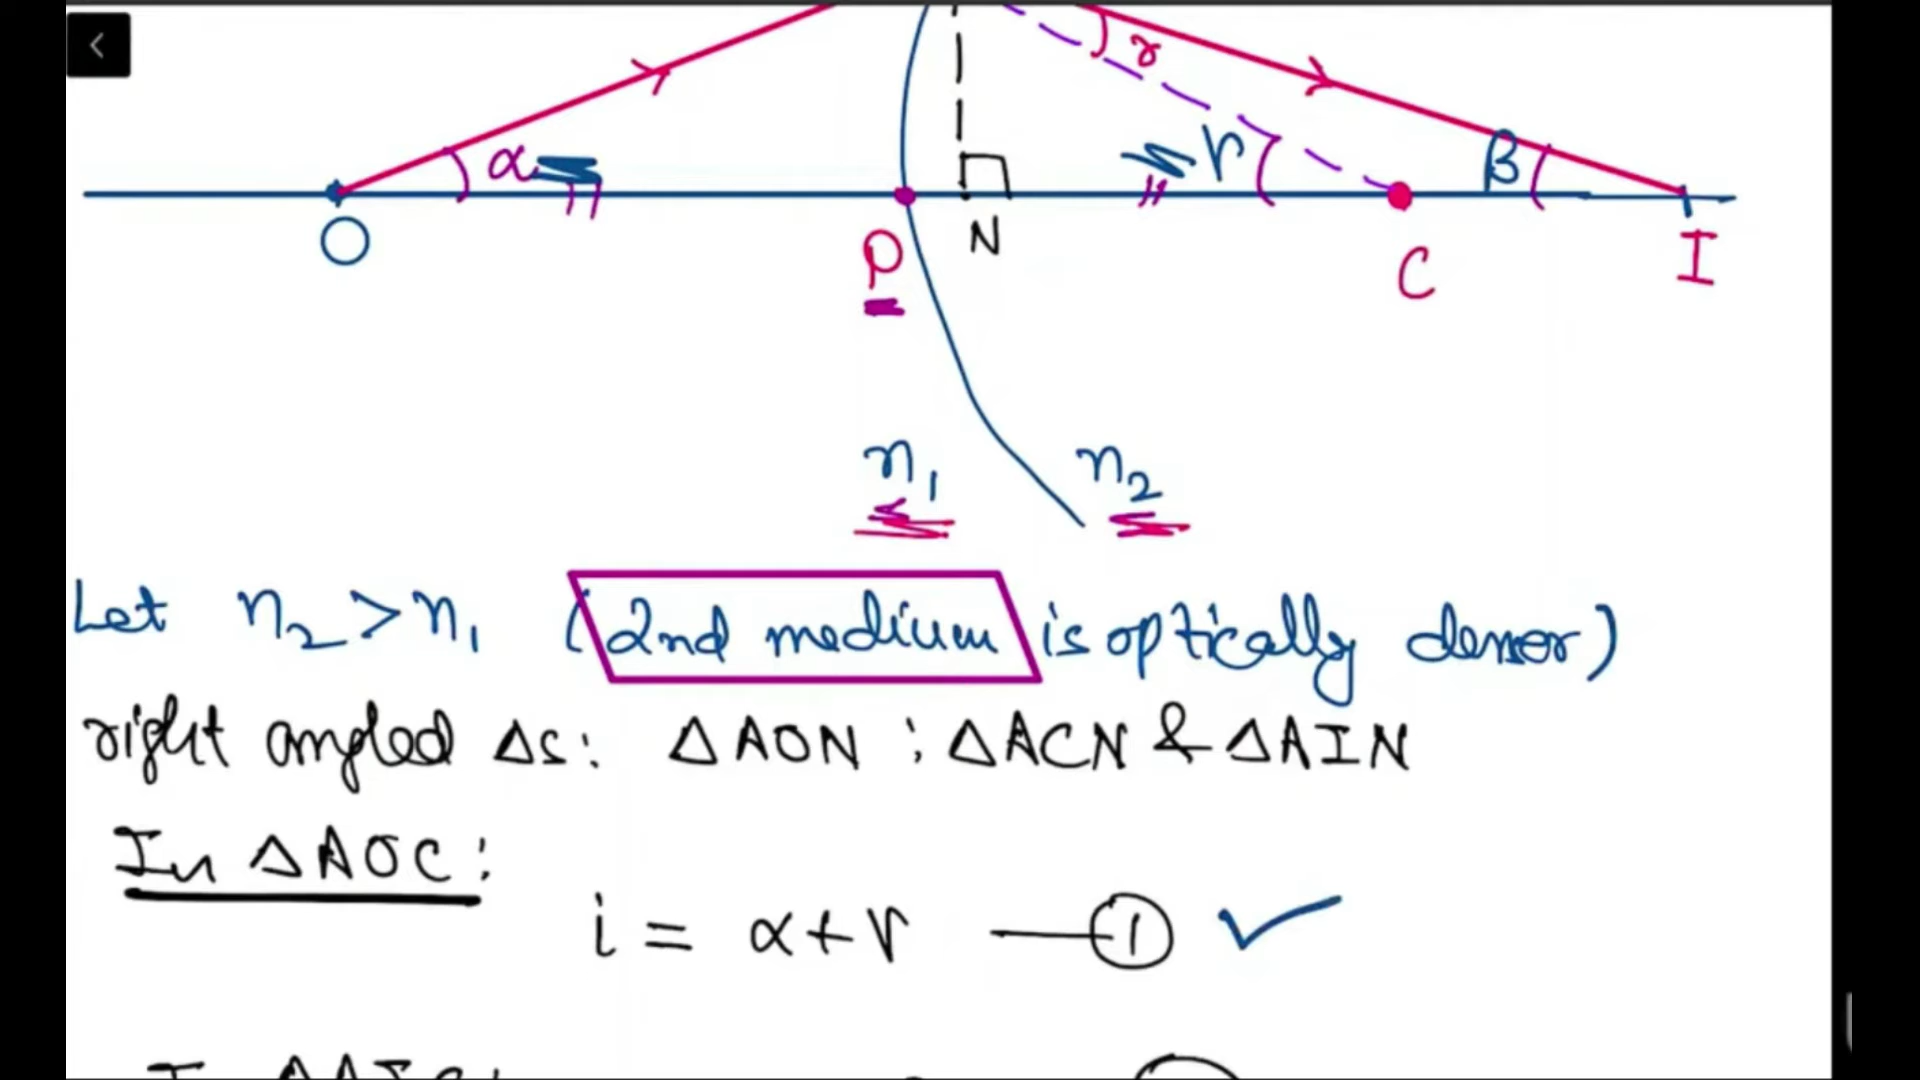 r
α γ β
O P N C I
n₁ n₂
Let n₂ > n₁ (2nd medium is optically denser)
right angled Δs: ΔAON ; ΔACN & ΔAIN
In ΔAOC:
i = α + γ — ①